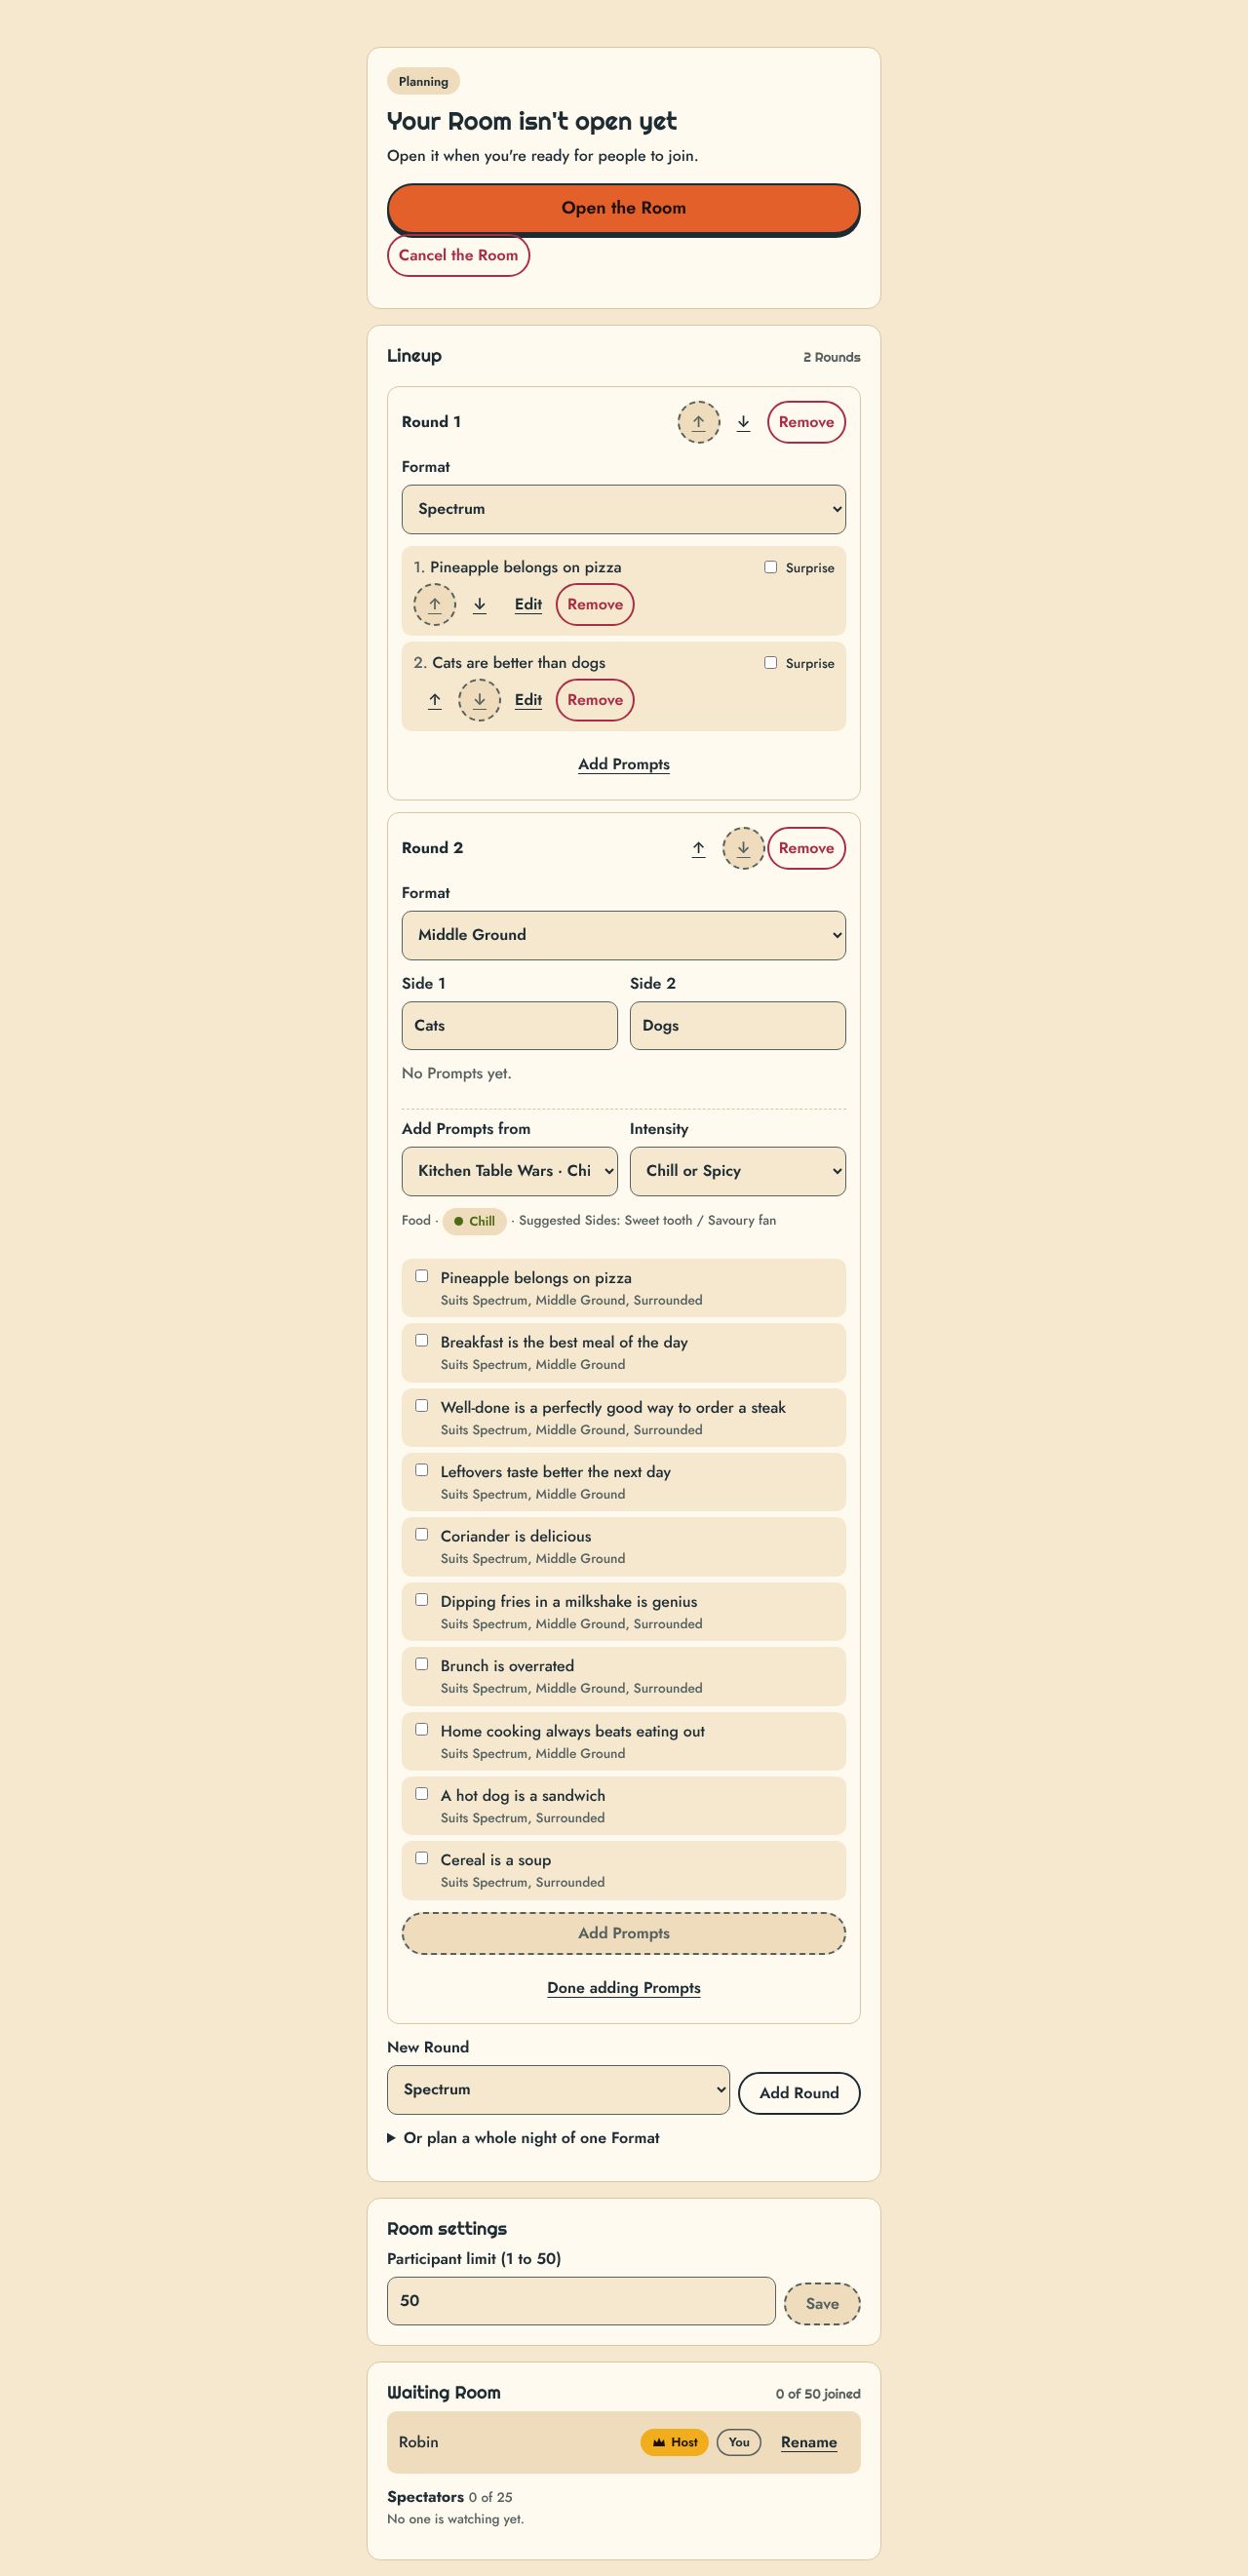 Planning
Your Room isn't open yet
Open it when you're ready for people to join.
Open the Room
Cancel the Room
Lineup
2 Rounds
Round 1
↑
↓
Remove
Format
Spectrum
1. Pineapple belongs on pizza
Surprise
↑
↓
Edit
Remove
2. Cats are better than dogs
Surprise
↑
↓
Edit
Remove
Add Prompts
Round 2
↑
↓
Remove
Format
Middle Ground
Side 1
Side 2
Cats
Dogs
No Prompts yet.
Add Prompts from
Intensity
Kitchen Table Wars · Chi
Chill or Spicy
Food · Chill · Suggested Sides: Sweet tooth / Savoury fan
Pineapple belongs on pizza
Suits Spectrum, Middle Ground, Surrounded
Breakfast is the best meal of the day
Suits Spectrum, Middle Ground
Well-done is a perfectly good way to order a steak
Suits Spectrum, Middle Ground, Surrounded
Leftovers taste better the next day
Suits Spectrum, Middle Ground
Coriander is delicious
Suits Spectrum, Middle Ground
Dipping fries in a milkshake is genius
Suits Spectrum, Middle Ground, Surrounded
Brunch is overrated
Suits Spectrum, Middle Ground, Surrounded
Home cooking always beats eating out
Suits Spectrum, Middle Ground
A hot dog is a sandwich
Suits Spectrum, Surrounded
Cereal is a soup
Suits Spectrum, Surrounded
Add Prompts
Done adding Prompts
New Round
Spectrum
Add Round
Or plan a whole night of one Format
Room settings
Participant limit (1 to 50)
50
Save
Waiting Room
0 of 50 joined
Robin
Host
You
Rename
Spectators 0 of 25
No one is watching yet.